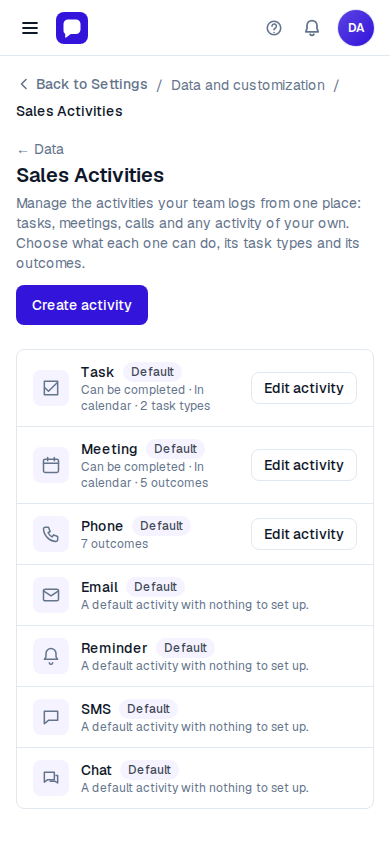 DA
Back to Settings / Data and customization /
Sales Activities
← Data
Sales Activities
Manage the activities your team logs from one place:
tasks, meetings, calls and any activity of your own.
Choose what each one can do, its task types and its
outcomes.
Create activity
Task Default
Can be completed · In
calendar · 2 task types
Edit activity
Meeting Default
Can be completed · In
calendar · 5 outcomes
Edit activity
Phone Default
7 outcomes
Edit activity
Email Default
A default activity with nothing to set up.
Reminder Default
A default activity with nothing to set up.
SMS Default
A default activity with nothing to set up.
Chat Default
A default activity with nothing to set up.